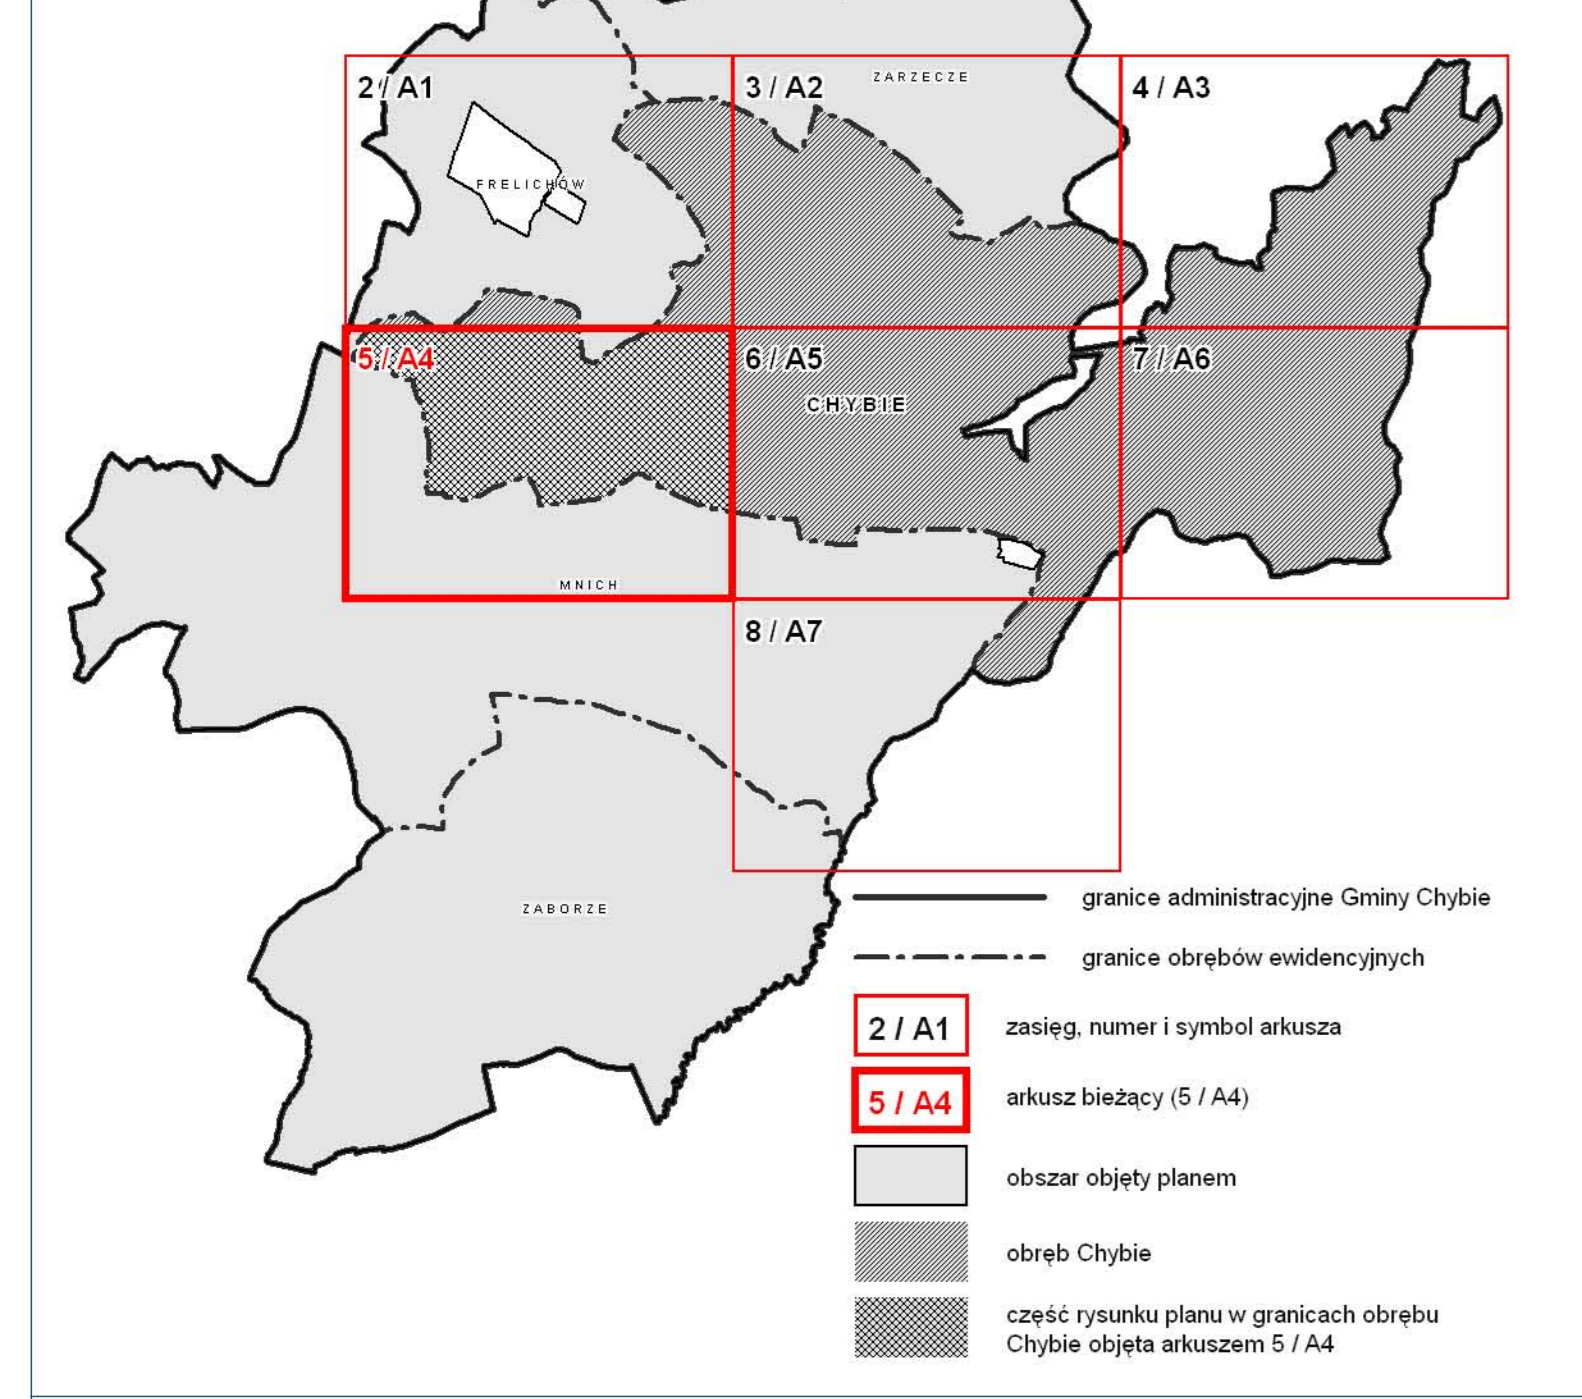 2 / A1
3 / A2
ZARZECZE
4 / A3
FRELICHÓW
5 / A4
6 / A5
7 / A6
CHYBIE
MNICH
8 / A7
ZABORZE
granice administracyjne Gminy Chybie
granice obrębów ewidencyjnych
2 / A1 zasięg, numer i symbol arkusza
5 / A4 arkusz bieżący (5 / A4)
obszar objęty planem
obręb Chybie
część rysunku planu w granicach obrębu
Chybie objęta arkuszem 5 / A4